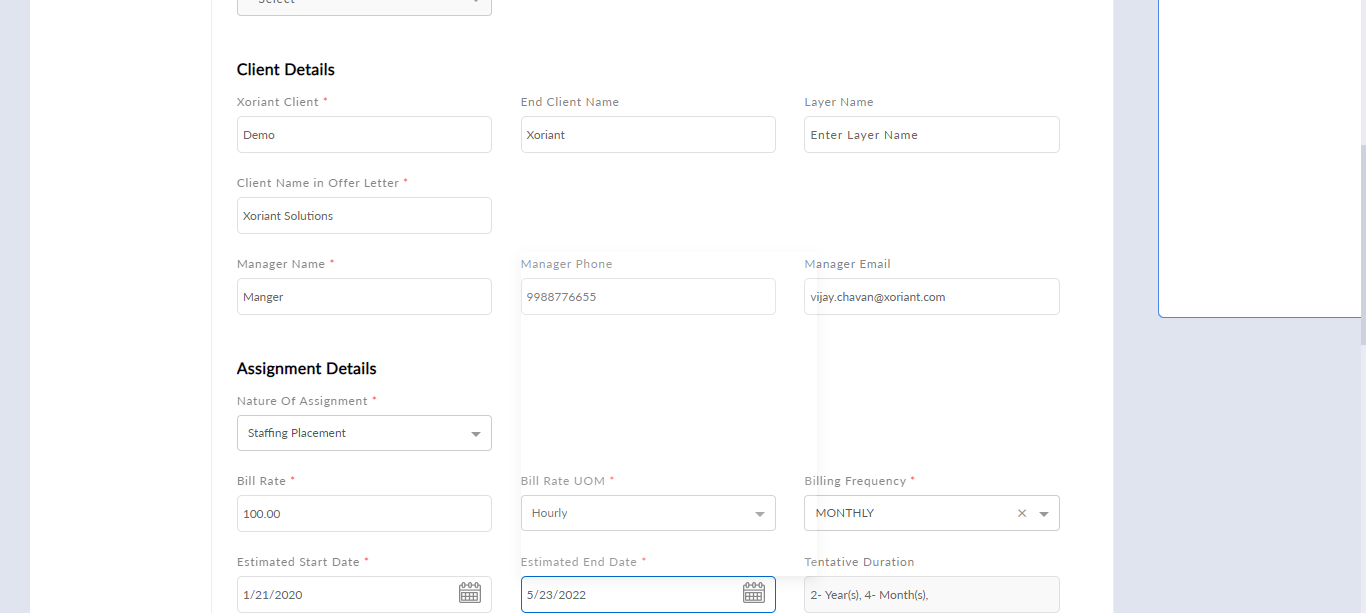 Select
Client Details
Xoriant Client *
End Client Name
Layer Name
Demo
Xoriant
Enter Layer Name
Client Name in Offer Letter *
Xoriant Solutions
Manager Name *
Manager Phone
Manager Email
Manger
9988776655
vijay.chavan@xoriant.com
Assignment Details
Nature Of Assignment *
Staffing Placement
Bill Rate *
Bill Rate UOM *
Billing Frequency *
100.00
Hourly
MONTHLY
Estimated Start Date *
Estimated End Date *
Tentative Duration
1/21/2020
5/23/2022
2- Year(s), 4- Month(s),